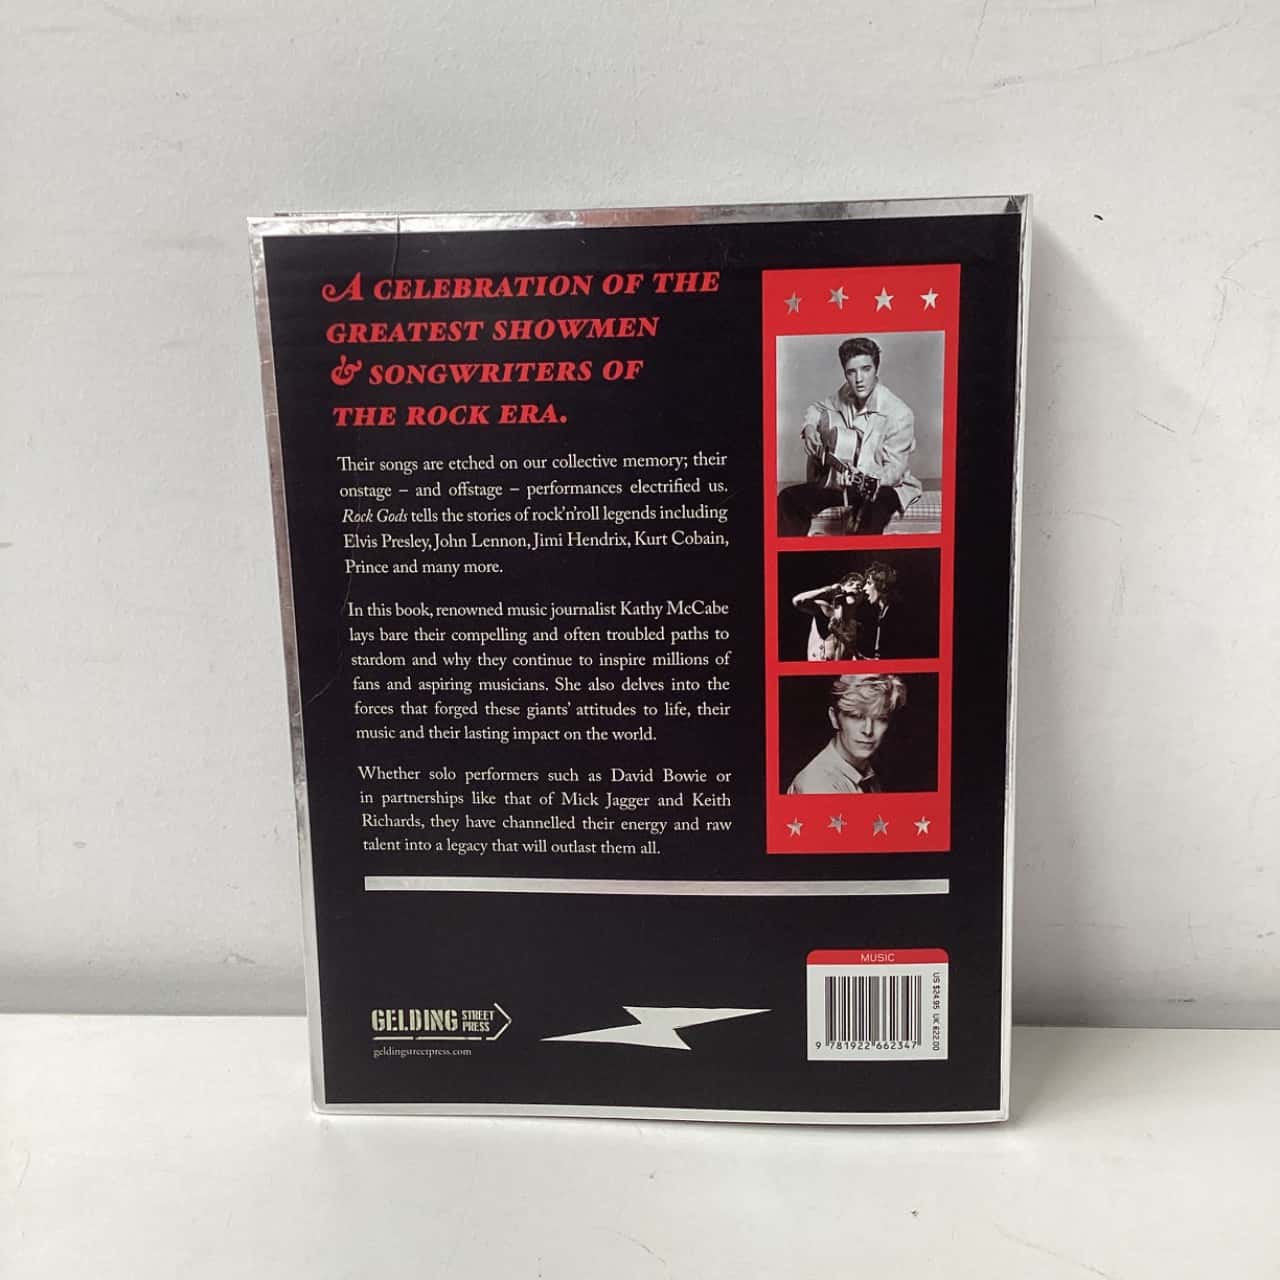 A CELEBRATION OF THE
GREATEST SHOWMEN
& SONGWRITERS OF
THE ROCK ERA.
Their songs are etched on our collective memory; their
onstage – and offstage – performances electrified us.
Rock Gods tells the stories of rock'n'roll legends including
Elvis Presley, John Lennon, Jimi Hendrix, Kurt Cobain,
Prince and many more.
In this book, renowned music journalist Kathy McCabe
lays bare their compelling and often troubled paths to
stardom and why they continue to inspire millions of
fans and aspiring musicians. She also delves into the
forces that forged these giants' attitudes to life, their
music and their lasting impact on the world.
Whether solo performers such as David Bowie or
in partnerships like that of Mick Jagger and Keith
Richards, they have channelled their energy and raw
talent into a legacy that will outlast them all.
GELDING STREET
PRESS
geldingstreetpress.com
MUSIC
US $24.95 UK £22.00
9 781922 662347